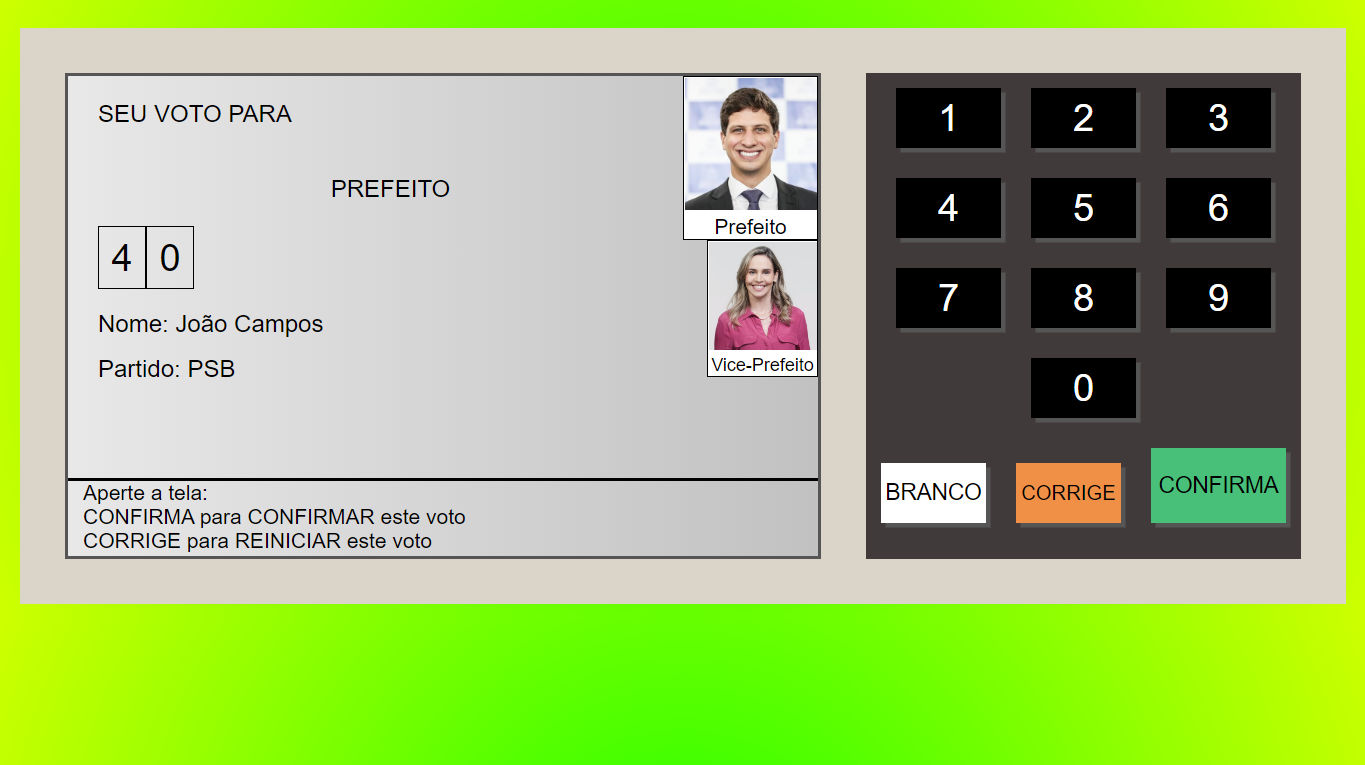 SEU VOTO PARA
PREFEITO
4 0
Nome: João Campos
Partido: PSB
Prefeito
Vice-Prefeito
Aperte a tela:
CONFIRMA para CONFIRMAR este voto
CORRIGE para REINICIAR este voto
1 2 3
4 5 6
7 8 9
0
BRANCO CORRIGE CONFIRMA